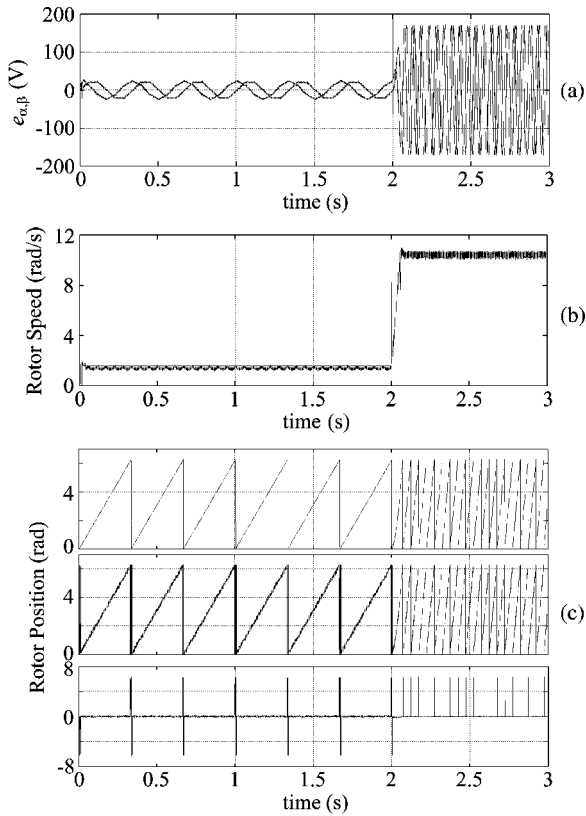 200
100
0
-100
-200
e_{α,β} (V)
0 0.5 1 1.5 2 2.5 3
time (s)
(a)
12
8
4
0
Rotor Speed (rad/s)
0 0.5 1 1.5 2 2.5 3
time (s)
(b)
4
0
4
0
8
0
-8
Rotor Position (rad)
0 0.5 1 1.5 2 2.5 3
time (s)
(c)